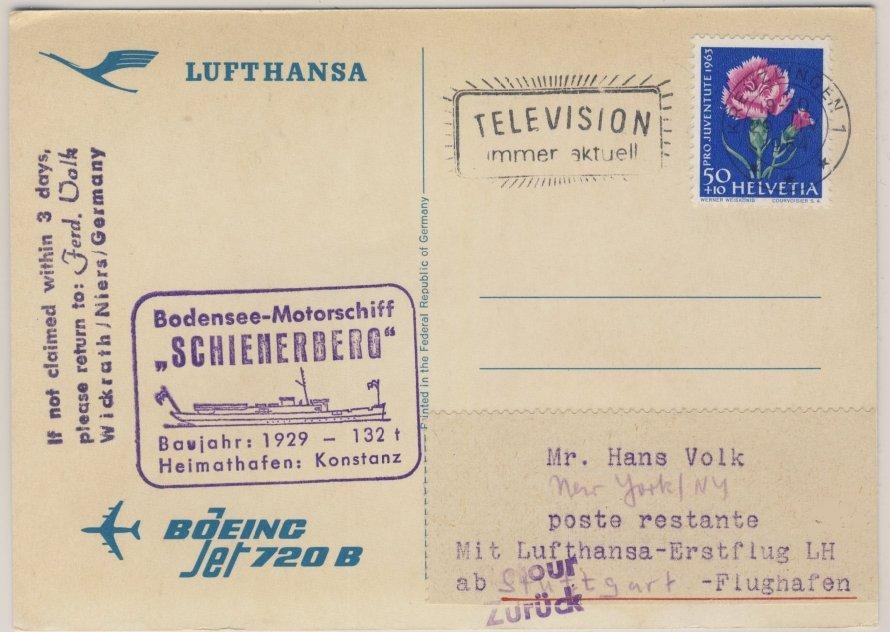 LUFTHANSA
If not claimed within 3 days,
please return to: Ferd. Volk
Wickrath/Niers/Germany
Bodensee-Motorschiff
„SCHIENERBERG“
Baujahr: 1929 – 132 t
Heimathafen: Konstanz
BOEING
Jet 720 B
Printed in the Federal Republic of Germany
TELEVISION
immer aktuell
KREUZLINGEN 1
PRO JUVENTUTE 1963
50
+10 HELVETIA
WERNER WEISKÖNIG COURVOISIER S.A.
Mr. Hans Volk
New York/NY
poste restante
Mit Lufthansa-Erstflug LH
ab Stuttgart -Flughafen
our
Zurück